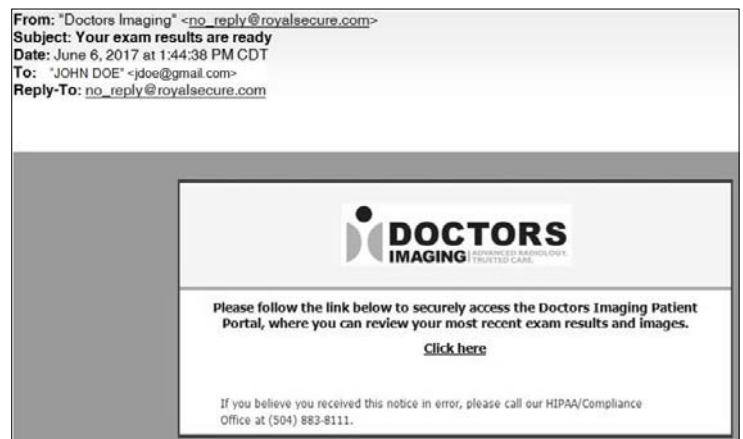 From: "Doctors Imaging" <no_reply@royalsecure.com>
Subject: Your exam results are ready
Date: June 6, 2017 at 1:44:38 PM CDT
To: "JOHN DOE" <jdoe@gmail.com>
Reply-To: no_reply@royalsecure.com
DOCTORS
IMAGING ADVANCED RADIOLOGY.
TRUSTED CARE.
Please follow the link below to securely access the Doctors Imaging Patient
Portal, where you can review your most recent exam results and images.
Click here
If you believe you received this notice in error, please call our HIPAA/Compliance
Office at (504) 883-8111.